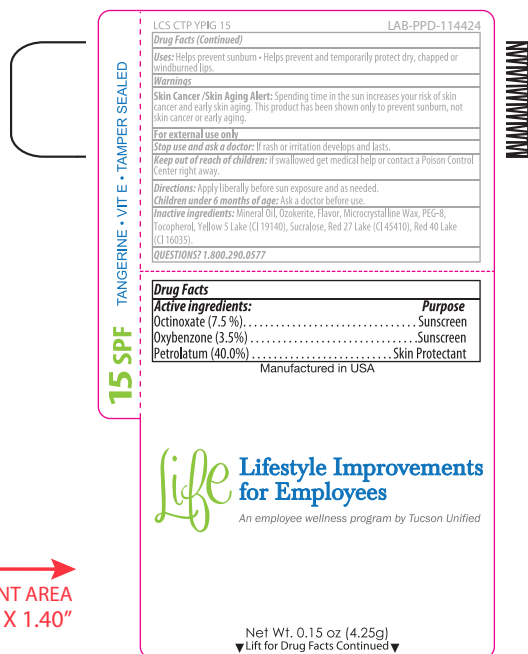 LCS CTP YPIG 15 LAB-PPD-114424
Drug Facts (Continued)
Uses: Helps prevent sunburn • Helps prevent and temporarily protect dry, chapped or
windburned lips.
Warnings
Skin Cancer /Skin Aging Alert: Spending time in the sun increases your risk of skin
cancer and early skin aging. This product has been shown only to prevent sunburn, not
skin cancer or early aging.
For external use only
Stop use and ask a doctor: If rash or irritation develops and lasts.
Keep out of reach of children: if swallowed get medical help or contact a Poison Control
Center right away.
Directions: Apply liberally before sun exposure and as needed.
Children under 6 months of age: Ask a doctor before use.
Inactive ingredients: Mineral Oil, Ozokerite, Flavor, Microcrystalline Wax, PEG-8,
Tocopherol, Yellow 5 Lake (Cl 19140), Sucralose, Red 27 Lake (Cl 45410), Red 40 Lake
(Cl 16035).
QUESTIONS? 1.800.290.0577
15 SPF TANGERINE • VIT E • TAMPER SEALED
Drug Facts
Active ingredients: Purpose
Octinoxate (7.5 %)................................Sunscreen
Oxybenzone (3.5%)...............................Sunscreen
Petrolatum (40.0%)..........................Skin Protectant
Manufactured in USA
Life Lifestyle Improvements
for Employees
An employee wellness program by Tucson Unified
NT AREA
X 1.40”
Net Wt. 0.15 oz (4.25g)
▼Lift for Drug Facts Continued▼